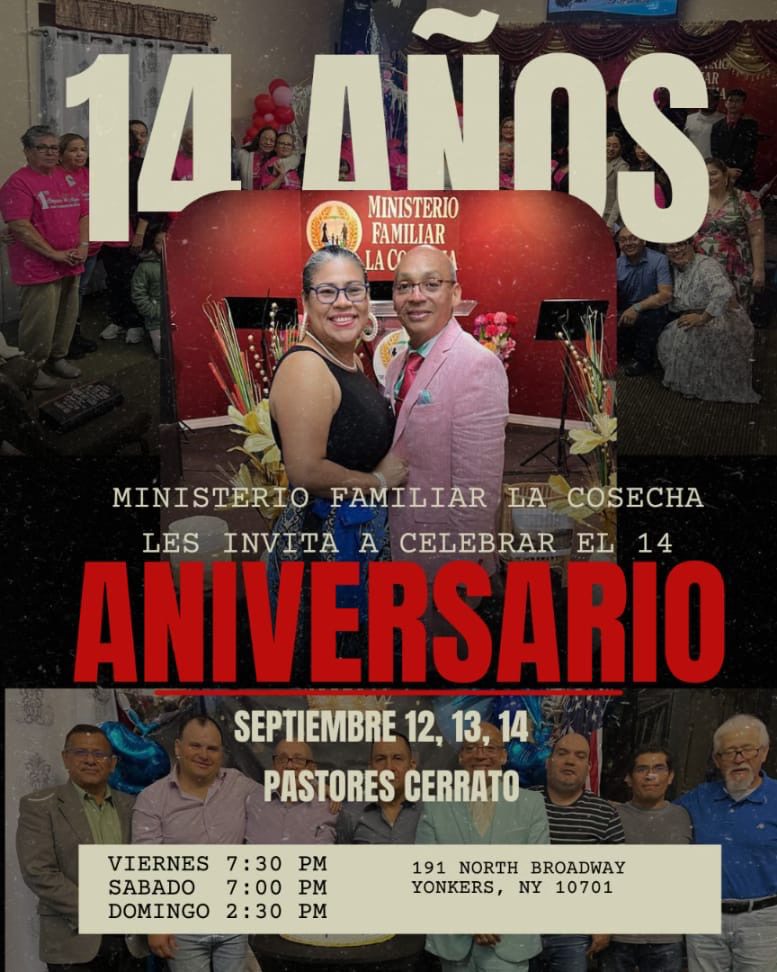 14 AÑOS
MINISTERIO
FAMILIAR
LA
MINISTERIO FAMILIAR LA COSECHA
LES INVITA A CELEBRAR EL 14
ANIVERSARIO
SEPTIEMBRE 12, 13, 14
PASTORES CERRATO
VIERNES 7:30 PM
SABADO 7:00 PM
DOMINGO 2:30 PM
191 NORTH BROADWAY
YONKERS, NY 10701